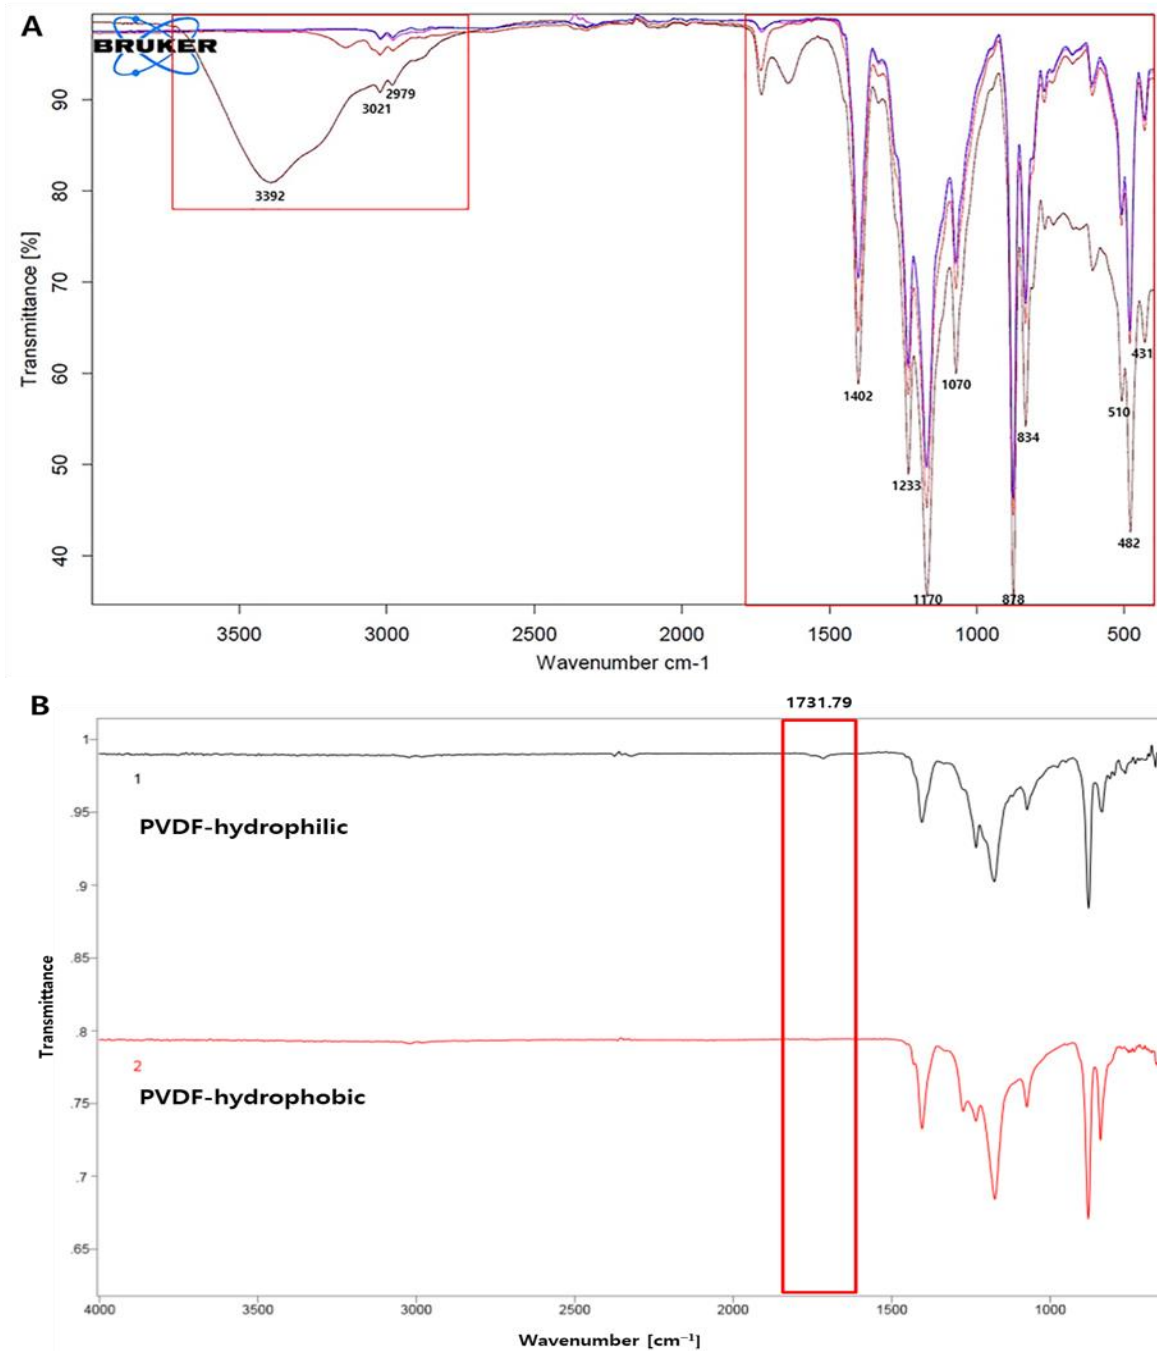 A
BRUKER
2979
3021
3392
1402
1233
1170
1070
878
834
510
482
431
90
80
70
60
50
40
Transmittance [%]
3500 3000 2500 2000 1500 1000 500
Wavenumber cm-1
B
1731.79
1
PVDF-hydrophilic
2
PVDF-hydrophobic
1
.95
.9
.85
.8
.75
.7
.65
Transmittance
4000 3500 3000 2500 2000 1500 1000
Wavenumber [cm⁻¹]